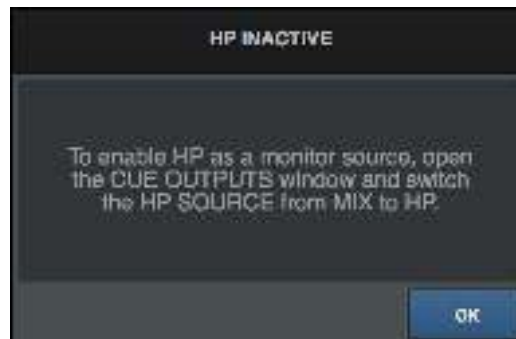 HP INACTIVE
To enable HP as a monitor source, open
the CUE OUTPUTS window and switch
the HP SOURCE from MIX to HP.
OK